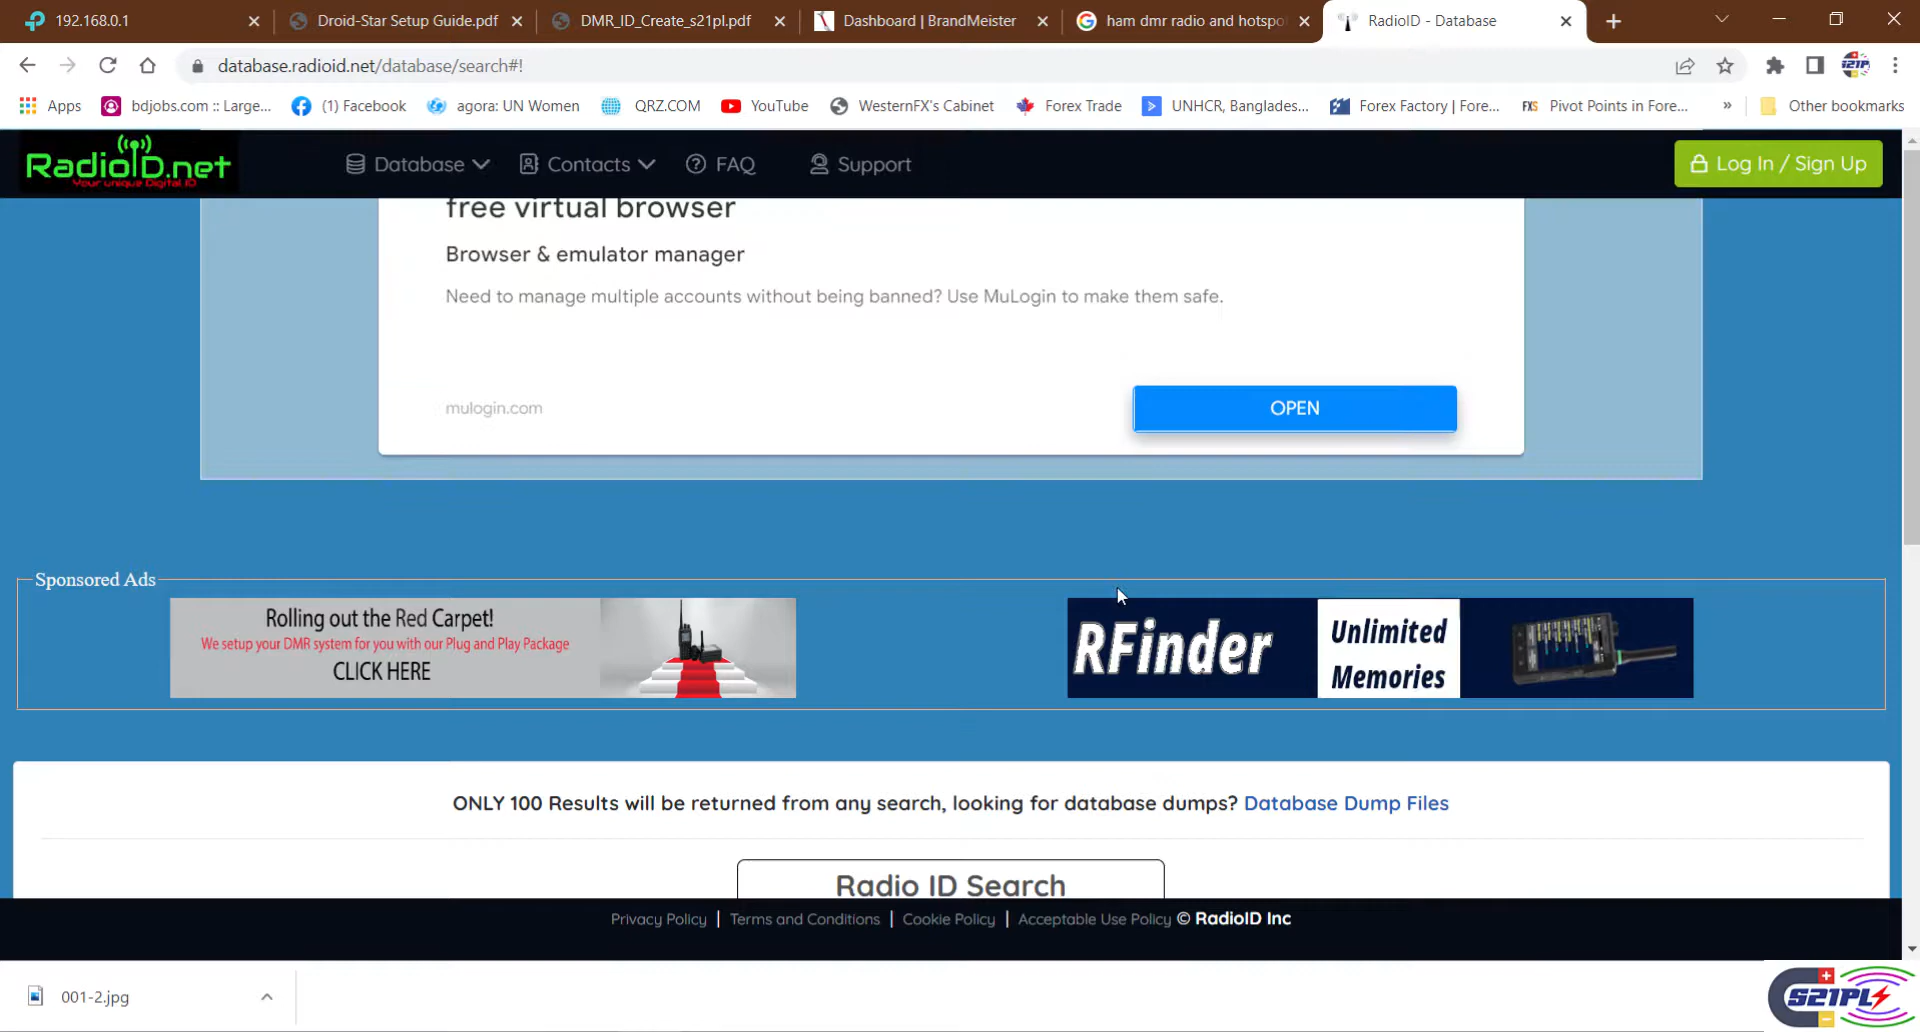 192.168.0.1
Droid-Star Setup Guide.pdf
DMR_ID_Create_s21pl.pdf
Dashboard | BrandMeister
ham dmr radio and hotspo
RadioID - Database
database.radioid.net/database/search#!
Apps
bdjobs.com :: Large...
(1) Facebook
agora: UN Women
QRZ.COM
YouTube
WesternFX's Cabinet
Forex Trade
UNHCR, Banglades...
Forex Factory | Fore...
FXS Pivot Points in Fore...
»
Other bookmarks
RadioID.net
Your unique Digital ID
Database
Contacts
FAQ
Support
Log In / Sign Up
free virtual browser
Browser & emulator manager
Need to manage multiple accounts without being banned? Use MuLogin to make them safe.
mulogin.com
OPEN
Sponsored Ads
Rolling out the Red Carpet!
We setup your DMR system for you with our Plug and Play Package
CLICK HERE
RFinder
Unlimited
Memories
ONLY 100 Results will be returned from any search, looking for database dumps? Database Dump Files
Radio ID Search
Privacy Policy | Terms and Conditions | Cookie Policy | Acceptable Use Policy © RadioID Inc
001-2.jpg
S21PL